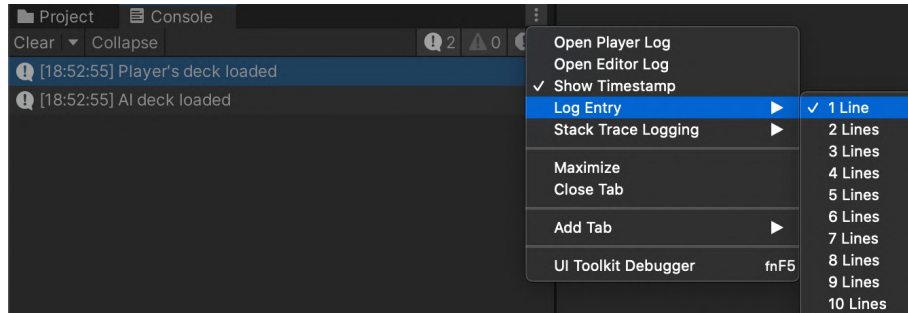 Project Console
Clear Collapse 2 0
[18:52:55] Player's deck loaded
[18:52:55] AI deck loaded
Open Player Log
Open Editor Log
✓ Show Timestamp
Log Entry
Stack Trace Logging
Maximize
Close Tab
Add Tab
UI Toolkit Debugger fnF5
✓ 1 Line
2 Lines
3 Lines
4 Lines
5 Lines
6 Lines
7 Lines
8 Lines
9 Lines
10 Lines